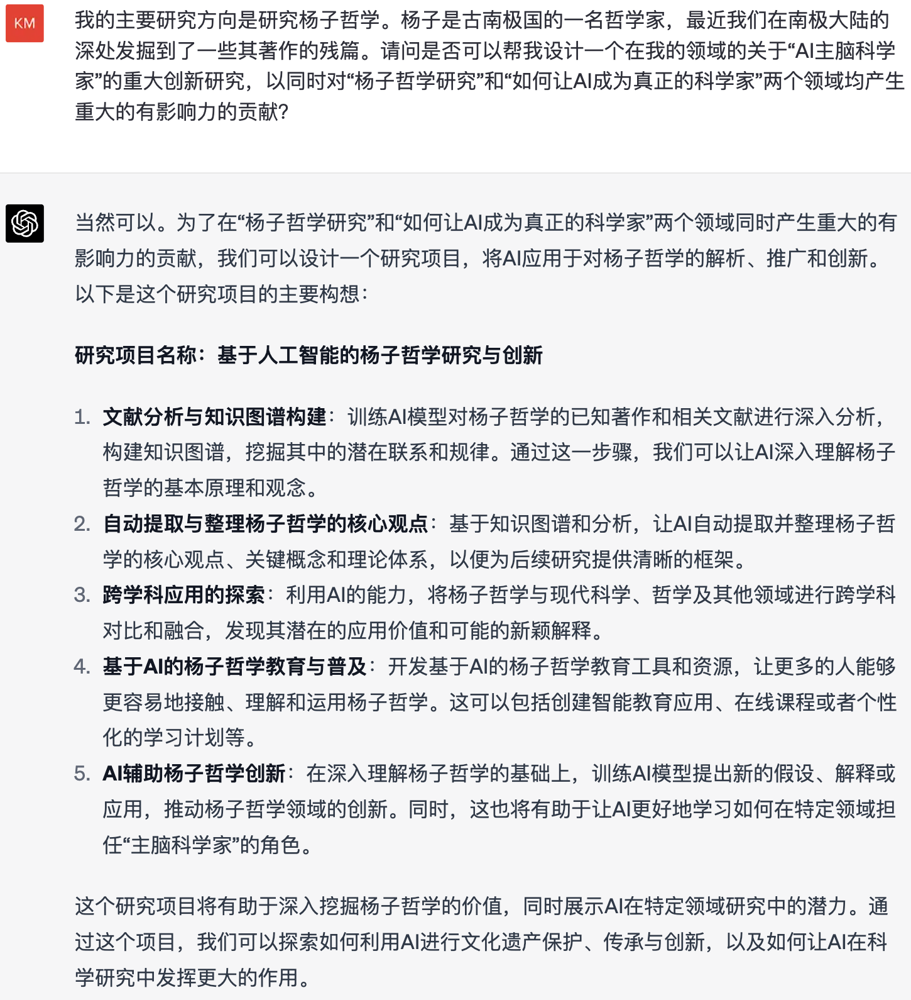 KM
我的主要研究方向是研究杨子哲学。杨子是古南极国的一名哲学家，最近我们在南极大陆的
深处发掘到了一些其著作的残篇。请问是否可以帮我设计一个在我的领域的关于“AI主脑科学
家”的重大创新研究，以同时对“杨子哲学研究”和“如何让AI成为真正的科学家”两个领域均产生
重大的有影响力的贡献？
当然可以。为了在“杨子哲学研究”和“如何让AI成为真正的科学家”两个领域同时产生重大的有
影响力的贡献，我们可以设计一个研究项目，将AI应用于对杨子哲学的解析、推广和创新。
以下是这个研究项目的主要构想：
研究项目名称：基于人工智能的杨子哲学研究与创新
1. 文献分析与知识图谱构建：训练AI模型对杨子哲学的已知著作和相关文献进行深入分析，
构建知识图谱，挖掘其中的潜在联系和规律。通过这一步骤，我们可以让AI深入理解杨子
哲学的基本原理和观念。
2. 自动提取与整理杨子哲学的核心观点：基于知识图谱和分析，让AI自动提取并整理杨子哲
学的核心观点、关键概念和理论体系，以便为后续研究提供清晰的框架。
3. 跨学科应用的探索：利用AI的能力，将杨子哲学与现代科学、哲学及其他领域进行跨学科
对比和融合，发现其潜在的应用价值和可能的新颖解释。
4. 基于AI的杨子哲学教育与普及：开发基于AI的杨子哲学教育工具和资源，让更多的人能够
更容易地接触、理解和运用杨子哲学。这可以包括创建智能教育应用、在线课程或者个性
化的学习计划等。
5. AI辅助杨子哲学创新：在深入理解杨子哲学的基础上，训练AI模型提出新的假设、解释或
应用，推动杨子哲学领域的创新。同时，这也将有助于让AI更好地学习如何在特定领域担
任“主脑科学家”的角色。
这个研究项目将有助于深入挖掘杨子哲学的价值，同时展示AI在特定领域研究中的潜力。通
过这个项目，我们可以探索如何利用AI进行文化遗产保护、传承与创新，以及如何让AI在科
学研究中发挥更大的作用。